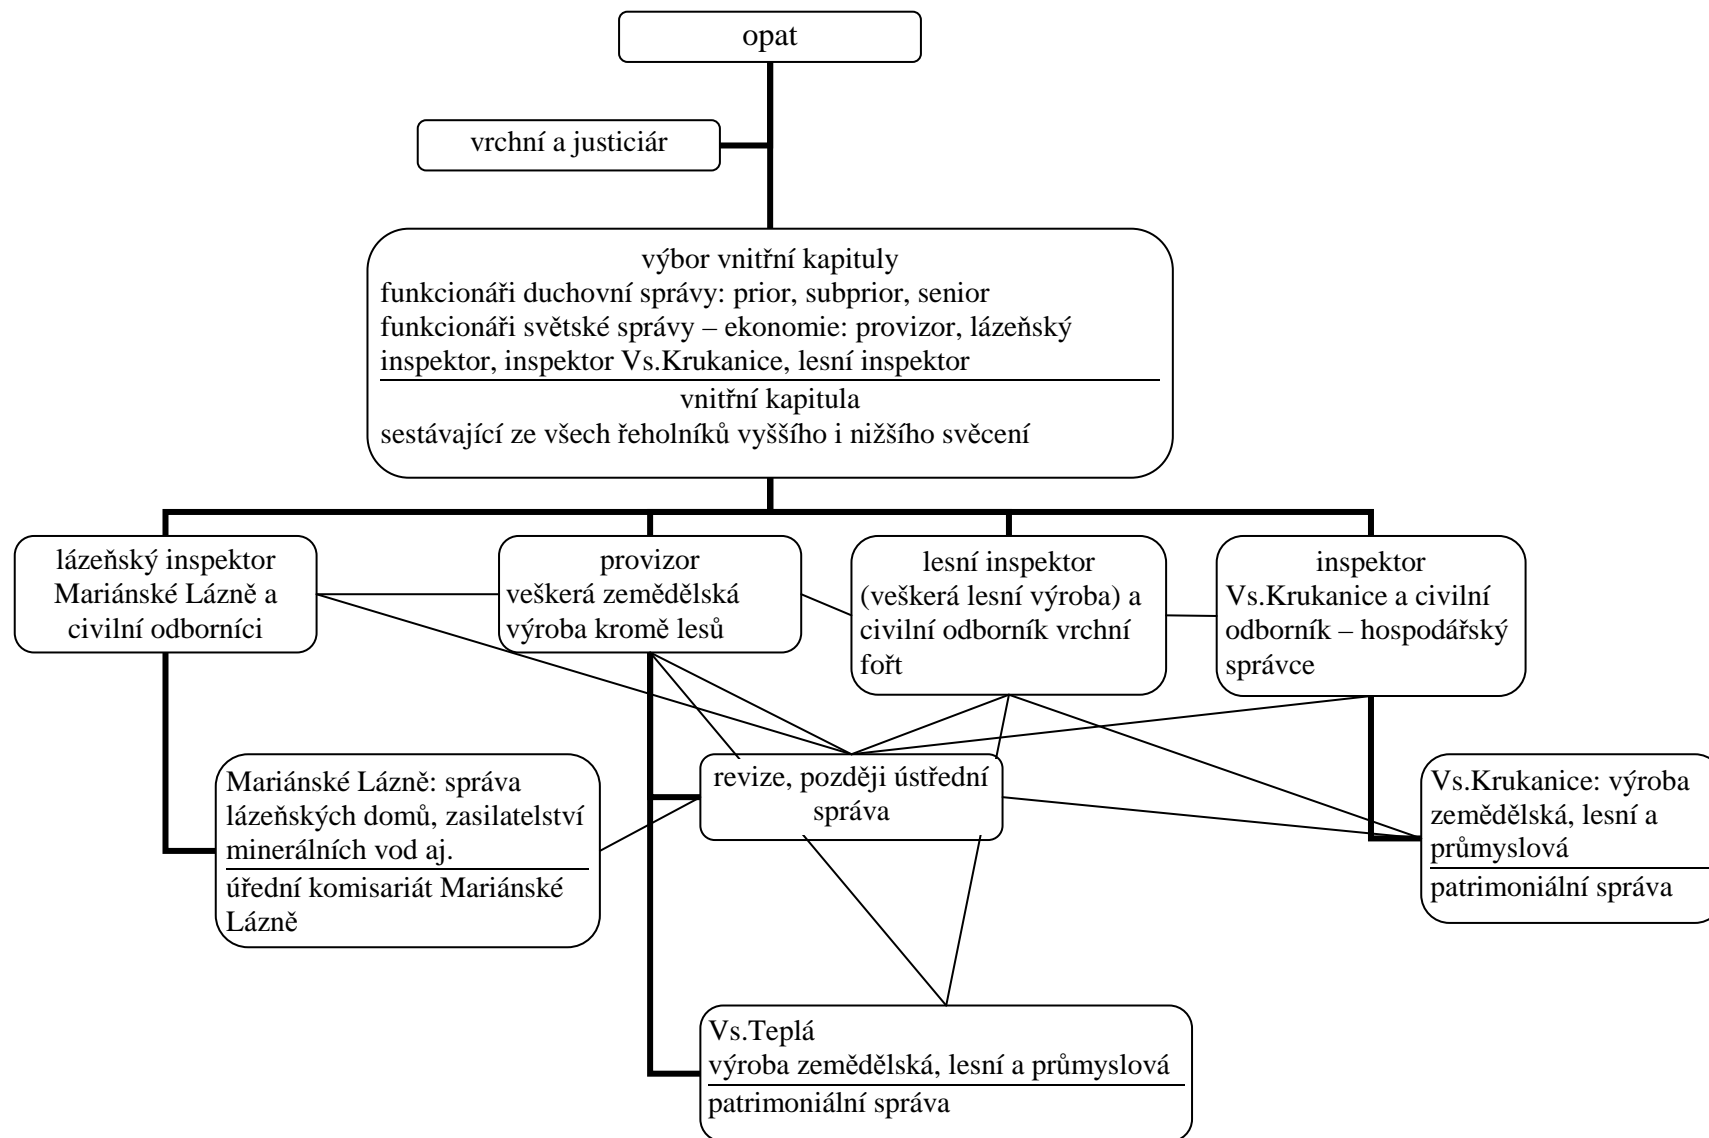 opat
vrchní a justiciár
výbor vnitřní kapituly
funkcionáři duchovní správy: prior, subprior, senior
funkcionáři světské správy – ekonomie: provizor, lázeňský
inspektor, inspektor Vs.Krukanice, lesní inspektor
vnitřní kapitula
sestávající ze všech řeholníků vyššího i nižšího svěcení
lázeňský inspektor
Mariánské Lázně a
civilní odborníci
provizor
veškerá zemědělská
výroba kromě lesů
lesní inspektor
(veškerá lesní výroba) a
civilní odborník vrchní
fořt
inspektor
Vs.Krukanice a civilní
odborník – hospodářský
správce
Mariánské Lázně: správa
lázeňských domů, zasilatelství
minerálních vod aj.
úřední komisariát Mariánské
Lázně
revize, později ústřední
správa
Vs.Krukanice: výroba
zemědělská, lesní a
průmyslová
patrimoniální správa
Vs.Teplá
výroba zemědělská, lesní a průmyslová
patrimoniální správa